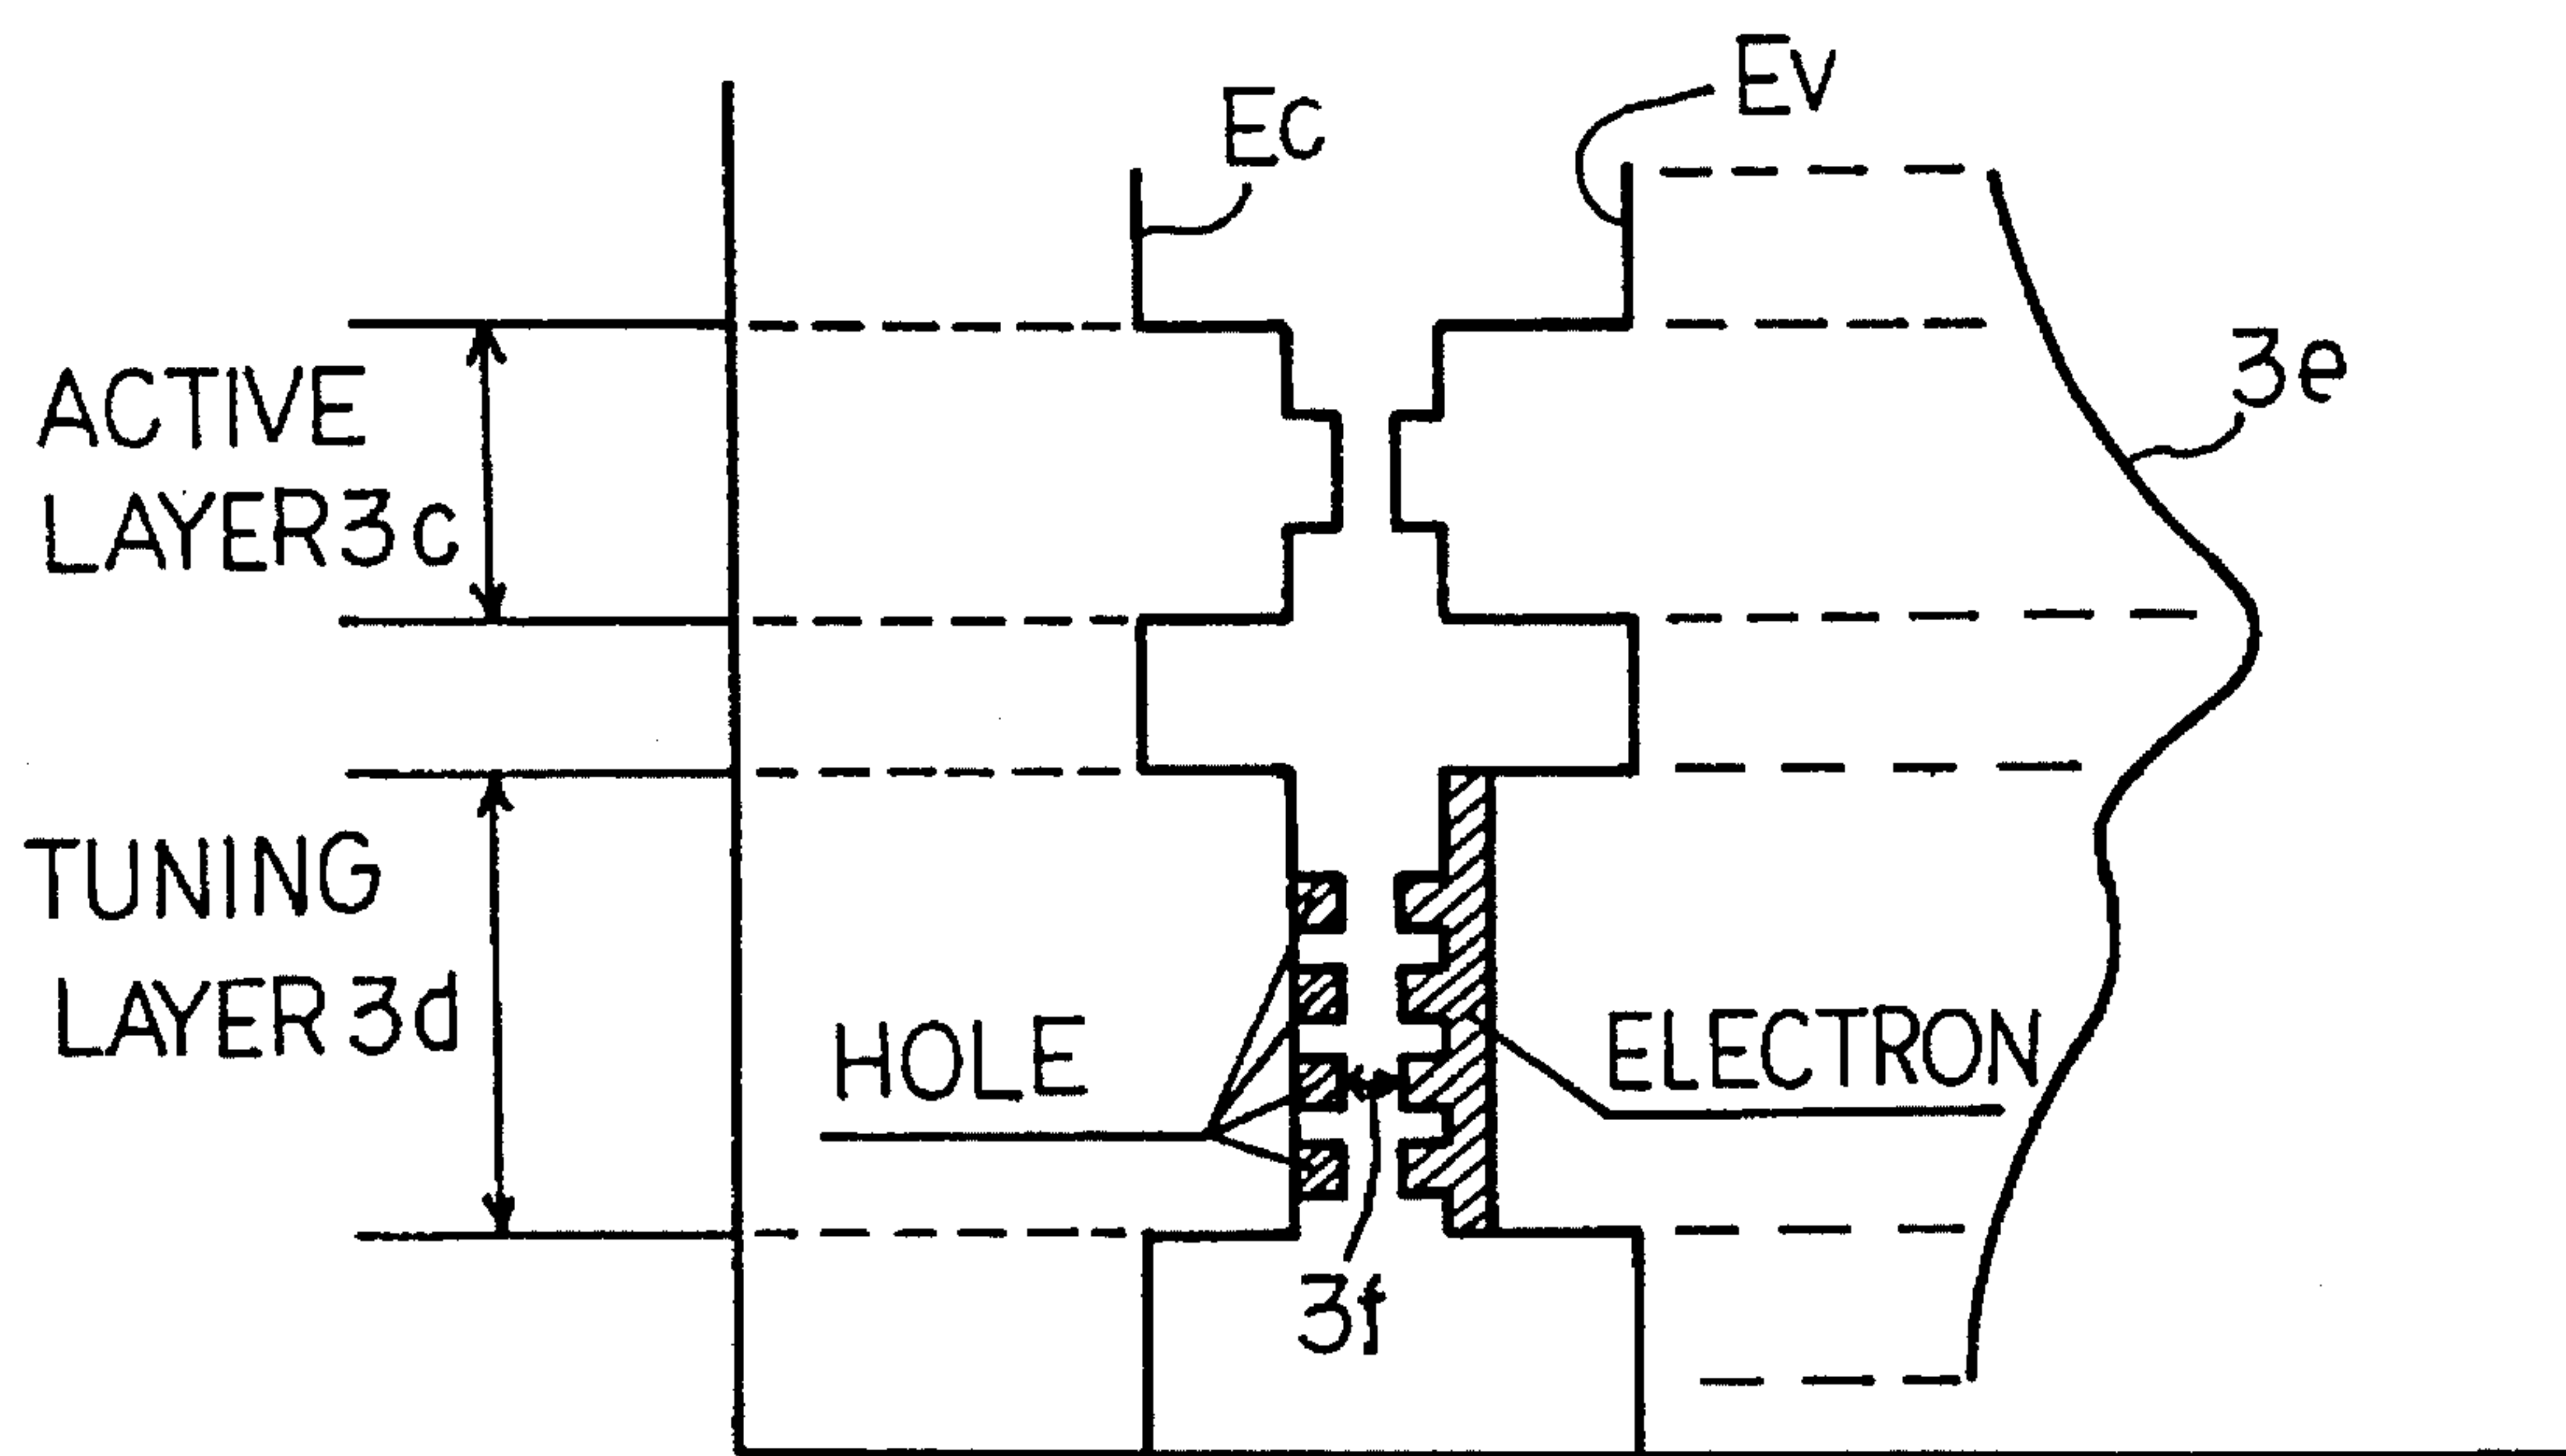 Ec
Ev
3e
ACTIVE
LAYER 3c
TUNING
LAYER 3d
HOLE
ELECTRON
3f